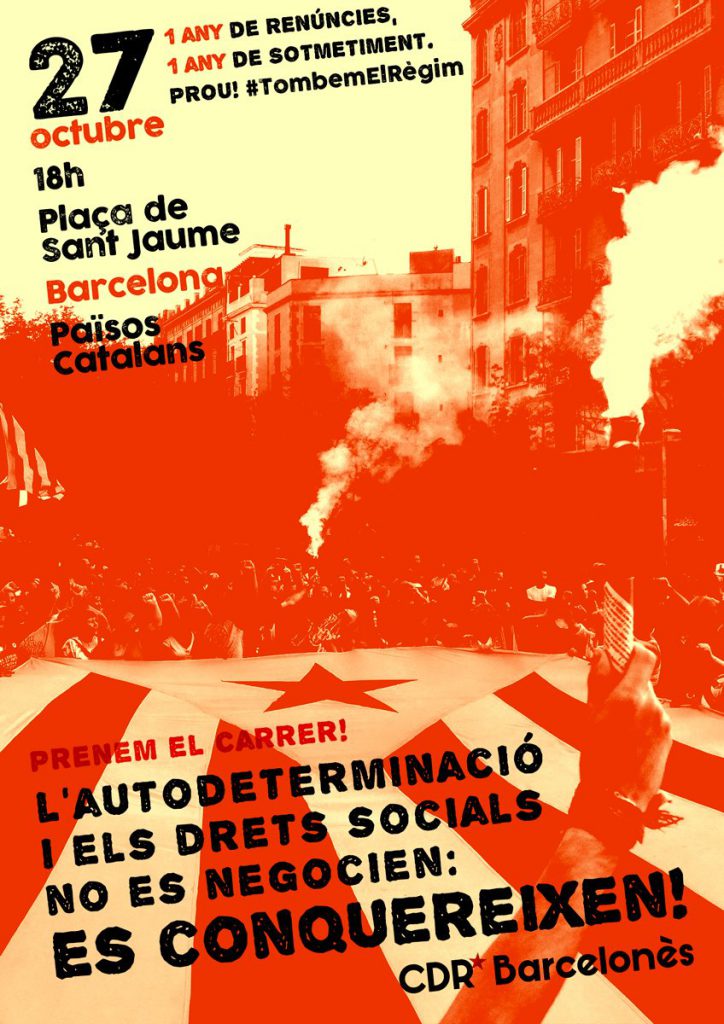 27
octubre
1 ANY DE RENÚNCIES,
1 ANY DE SOTMETIMENT.
PROU! #TombemElRègim
18h
Plaça de
Sant Jaume
Barcelona
Països
Catalans
PRENEM EL CARRER!
L'AUTODETERMINACIÓ
I ELS DRETS SOCIALS
NO ES NEGOCIEN:
ES CONQUEREIXEN!
CDR Barcelonès